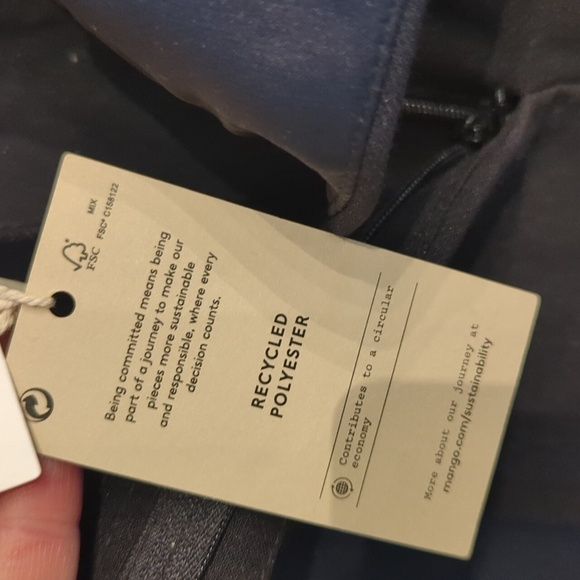 FSC
MIX
FSC® C158122
Being committed means being
part of a journey to make our
pieces more sustainable
and responsible, where every
decision counts.
RECYCLED
POLYESTER
Contributes to a circular
economy
More about our journey at
mango.com/sustainability